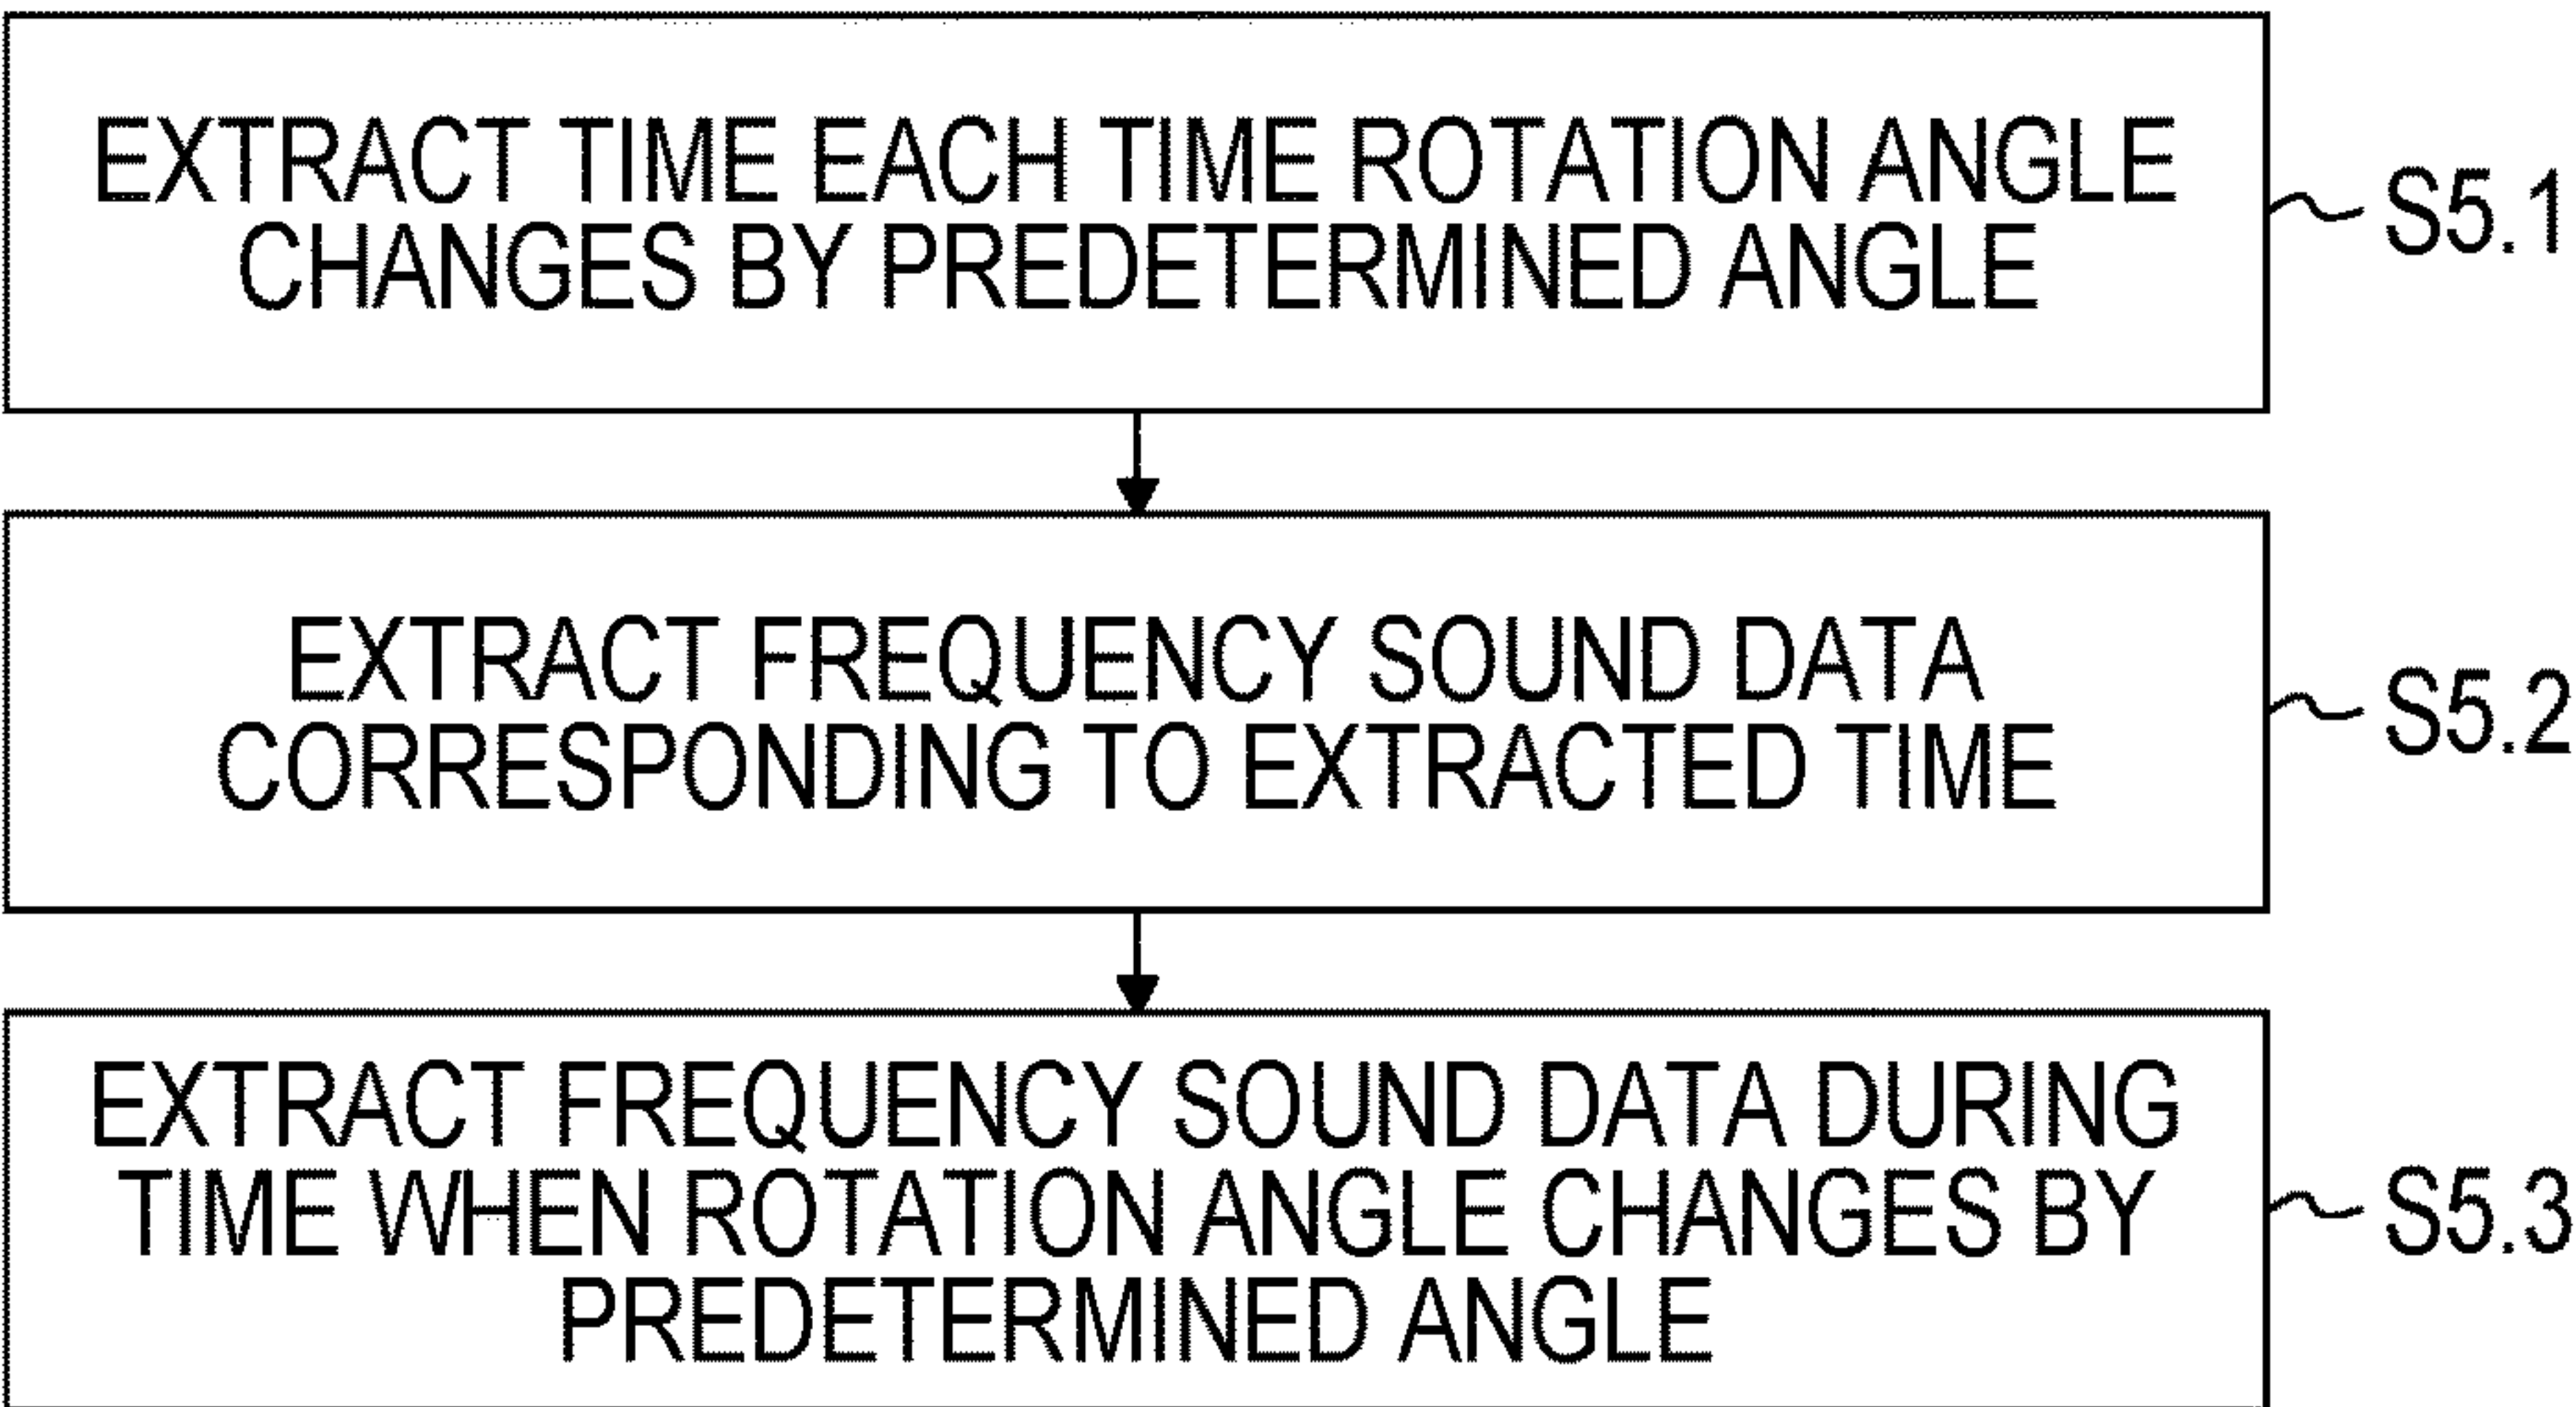 EXTRACT TIME EACH TIME ROTATION ANGLE
CHANGES BY PREDETERMINED ANGLE
S5.1
EXTRACT FREQUENCY SOUND DATA
CORRESPONDING TO EXTRACTED TIME
S5.2
EXTRACT FREQUENCY SOUND DATA DURING
TIME WHEN ROTATION ANGLE CHANGES BY
PREDETERMINED ANGLE
S5.3